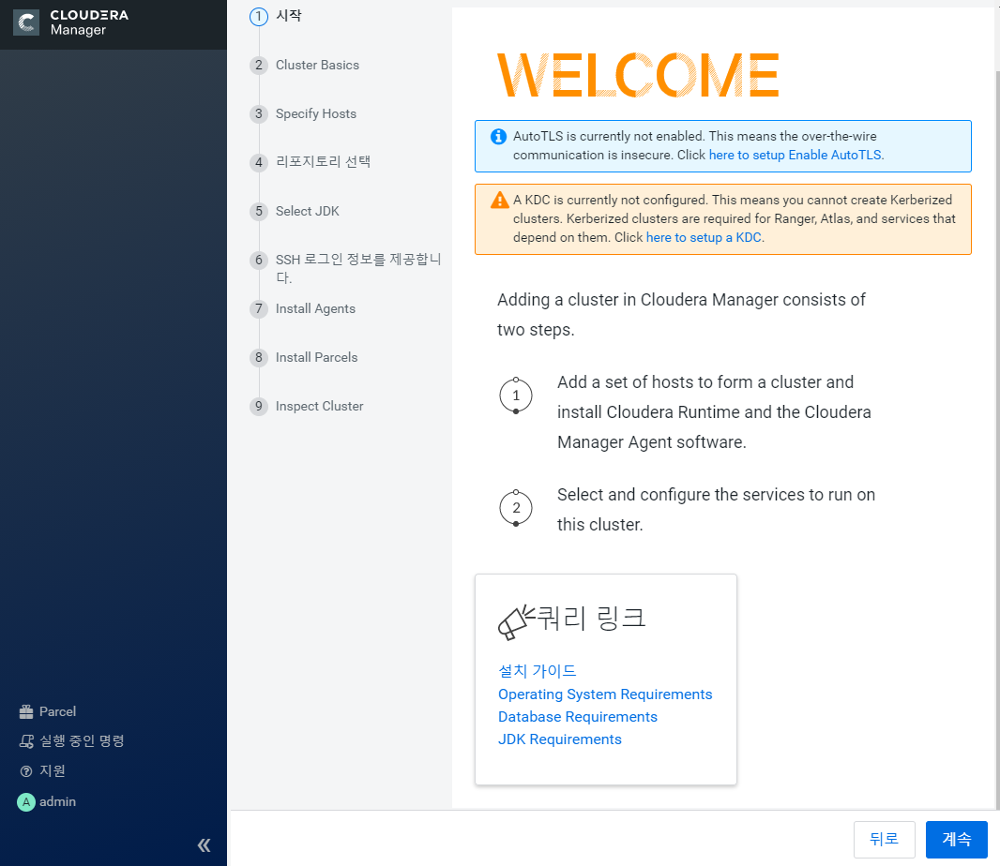 CLOUDERA
Manager
Parcel
실행 중인 명령
지원
A admin
1 시작
2 Cluster Basics
3 Specify Hosts
4 리포지토리 선택
5 Select JDK
6 SSH 로그인 정보를 제공합니
다.
7 Install Agents
8 Install Parcels
9 Inspect Cluster
WELCOME
AutoTLS is currently not enabled. This means the over-the-wire
communication is insecure. Click here to setup Enable AutoTLS.
A KDC is currently not configured. This means you cannot create Kerberized
clusters. Kerberized clusters are required for Ranger, Atlas, and services that
depend on them. Click here to setup a KDC.
Adding a cluster in Cloudera Manager consists of
two steps.
1 Add a set of hosts to form a cluster and
install Cloudera Runtime and the Cloudera
Manager Agent software.
2 Select and configure the services to run on
this cluster.
쿼리 링크
설치 가이드
Operating System Requirements
Database Requirements
JDK Requirements
뒤로
계속